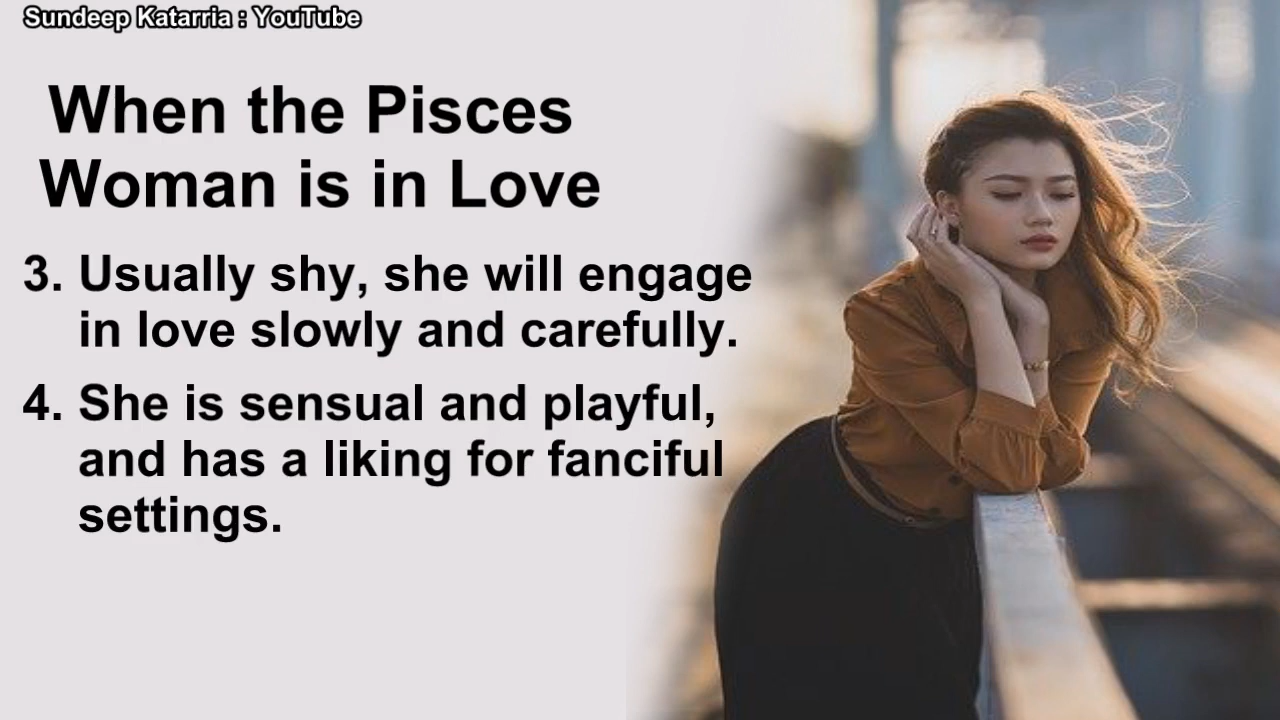 Sundeep Katarria : YouTube
When the Pisces
Woman is in Love
3. Usually shy, she will engage
in love slowly and carefully.
4. She is sensual and playful,
and has a liking for fanciful
settings.